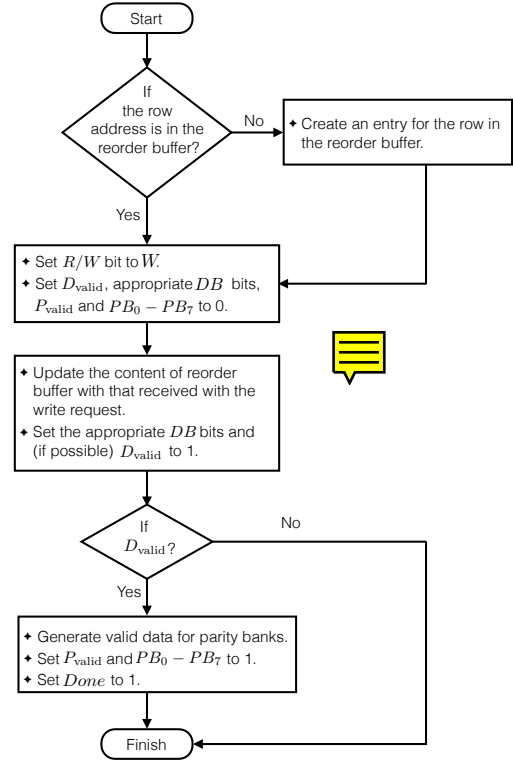 Start
If
the row
address is in the
reorder buffer?
No
✦ Create an entry for the row in
the reorder buffer.
Yes
✦ Set R/W bit to W.
✦ Set D_valid, appropriate DB bits,
P_valid and PB_0 − PB_7 to 0.
✦ Update the content of reorder
buffer with that received with the
write request.
✦ Set the appropriate DB bits and
(if possible) D_valid to 1.
If
D_valid?
No
Yes
✦ Generate valid data for parity banks.
✦ Set P_valid and PB_0 − PB_7 to 1.
✦ Set Done to 1.
Finish